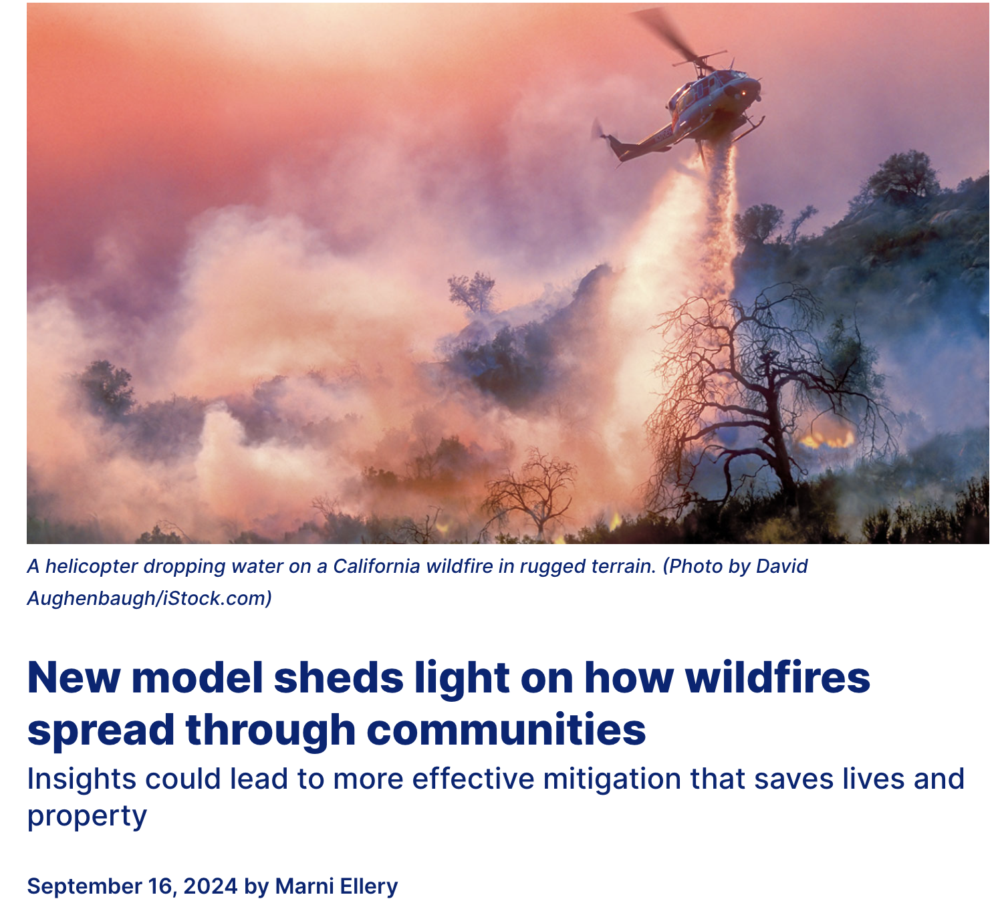 A helicopter dropping water on a California wildfire in rugged terrain. (Photo by David
Aughenbaugh/iStock.com)
New model sheds light on how wildfires
spread through communities
Insights could lead to more effective mitigation that saves lives and
property
September 16, 2024 by Marni Ellery